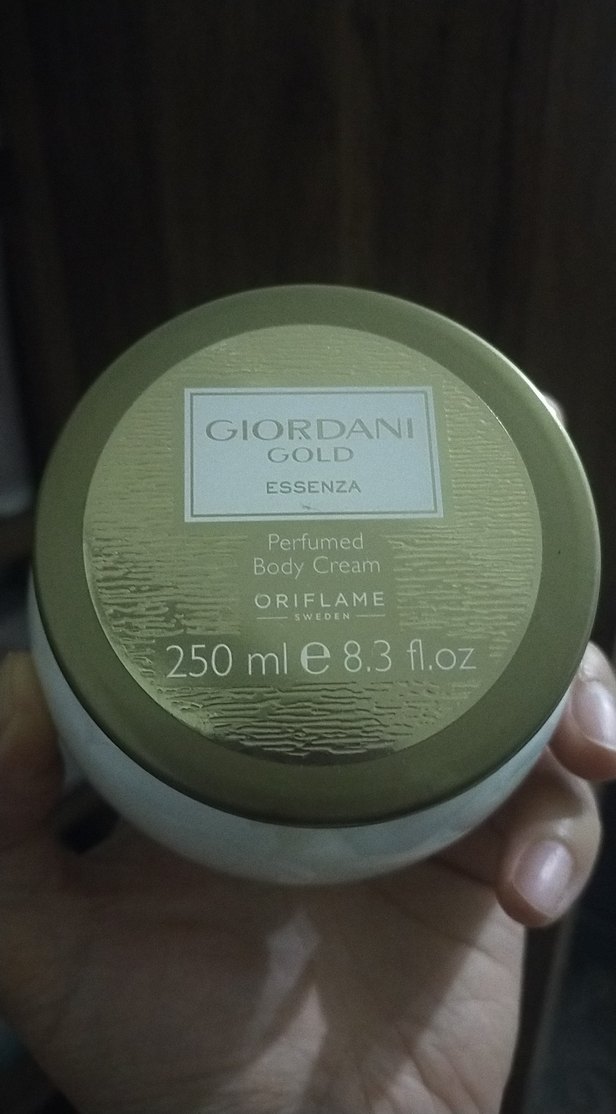 GIORDANI
GOLD
ESSENZA
Perfumed
Body Cream
ORIFLAME
SWEDEN
250 ml ℮ 8.3 fl.oz